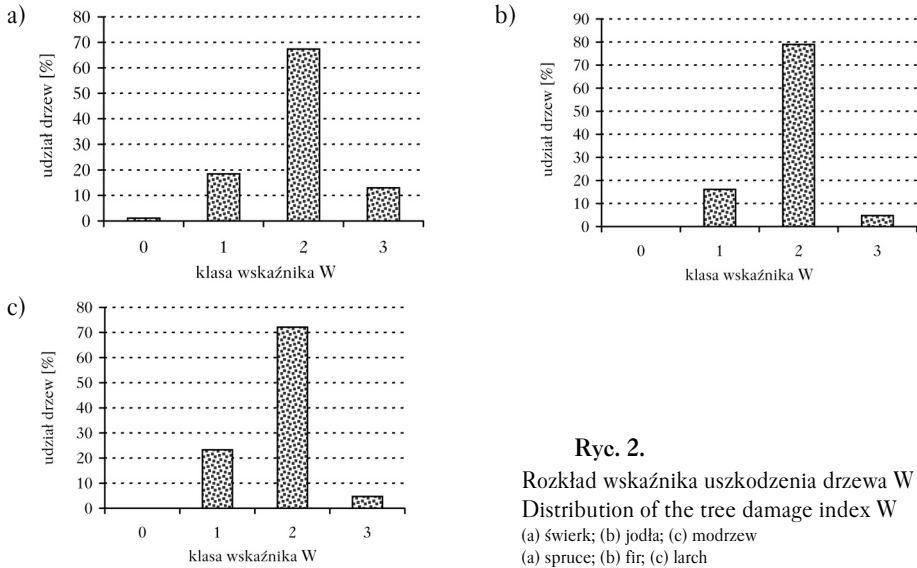 a)
udział drzew [%]
80
70
60
50
40
30
20
10
0
0 1 2 3
klasa wskaźnika W
b)
udział drzew [%]
90
80
70
60
50
40
30
20
10
0
0 1 2 3
klasa wskaźnika W
c)
udział drzew [%]
80
70
60
50
40
30
20
10
0
0 1 2 3
klasa wskaźnika W
Ryc. 2.
Rozkład wskaźnika uszkodzenia drzewa W
Distribution of the tree damage index W
(a) świerk; (b) jodła; (c) modrzew
(a) spruce; (b) fir; (c) larch